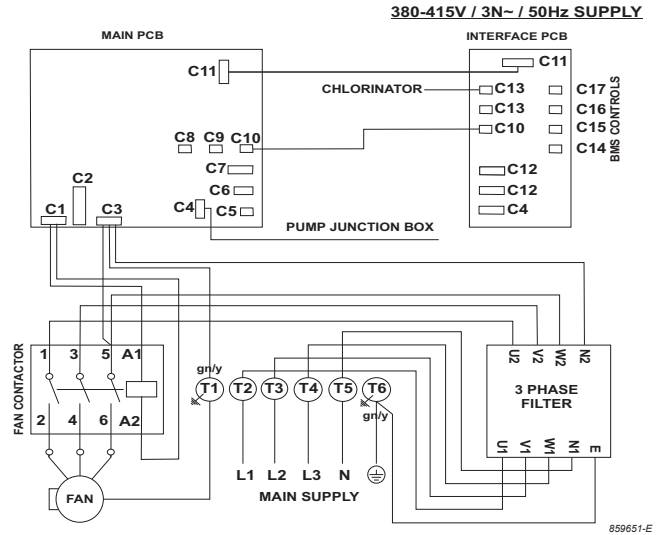 380-415V / 3N~ / 50Hz SUPPLY
MAIN PCB
INTERFACE PCB
C11
C11
CHLORINATOR
C13
C17
C13
C16
C8 C9 C10
C10
C15
C14
BMS CONTROLS
C7
C12
C2
C6
C12
C1
C3
C4
C5
C4
PUMP JUNCTION BOX
FAN CONTACTOR
1 3 5 A1
U2 V2 W2 N2
gn/y
T1 T2 T3 T4 T5 T6
3 PHASE
FILTER
gn/y
2 4 6 A2
U1 V1 W1 N1 E
L1 L2 L3 N
MAIN SUPPLY
FAN
859651-E